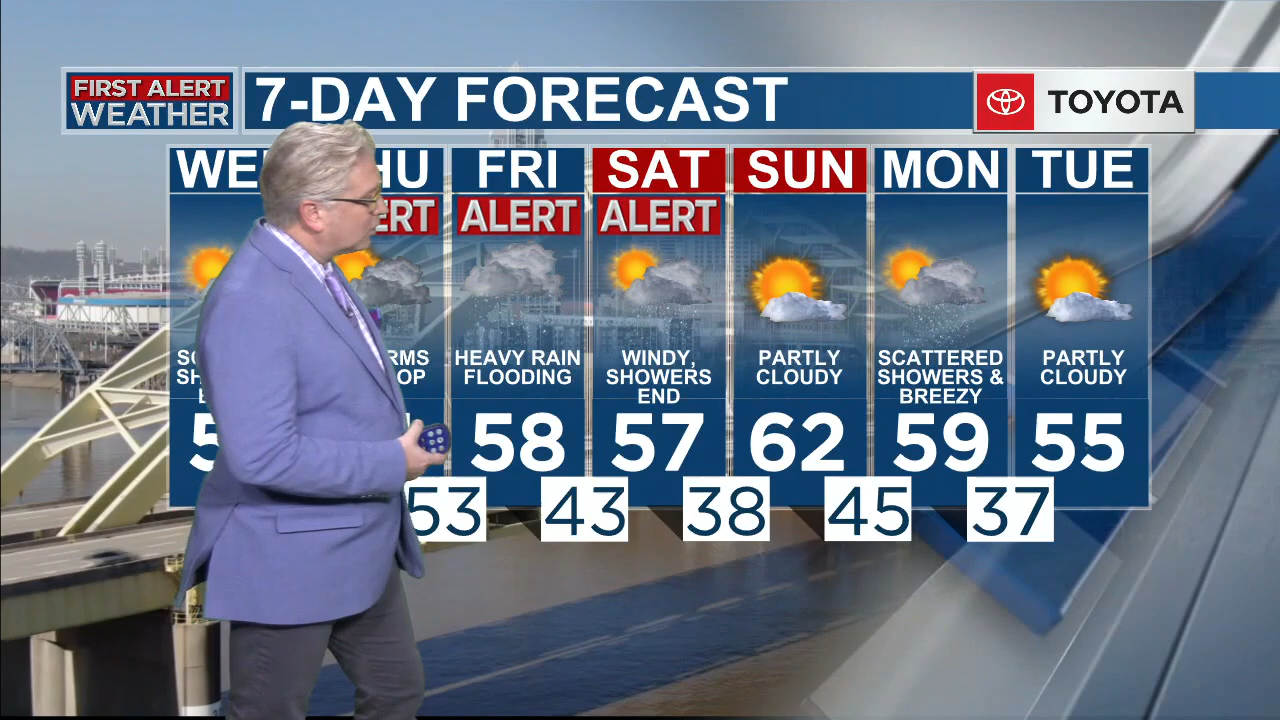 FIRST ALERT
WEATHER
7-DAY FORECAST
TOYOTA
FRI
SAT
SUN
MON
TUE
ALERT
ALERT
HEAVY RAIN
FLOODING
WINDY,
SHOWERS
END
PARTLY
CLOUDY
SCATTERED
SHOWERS &
BREEZY
PARTLY
CLOUDY
58
57
62
59
55
53
43
38
45
37